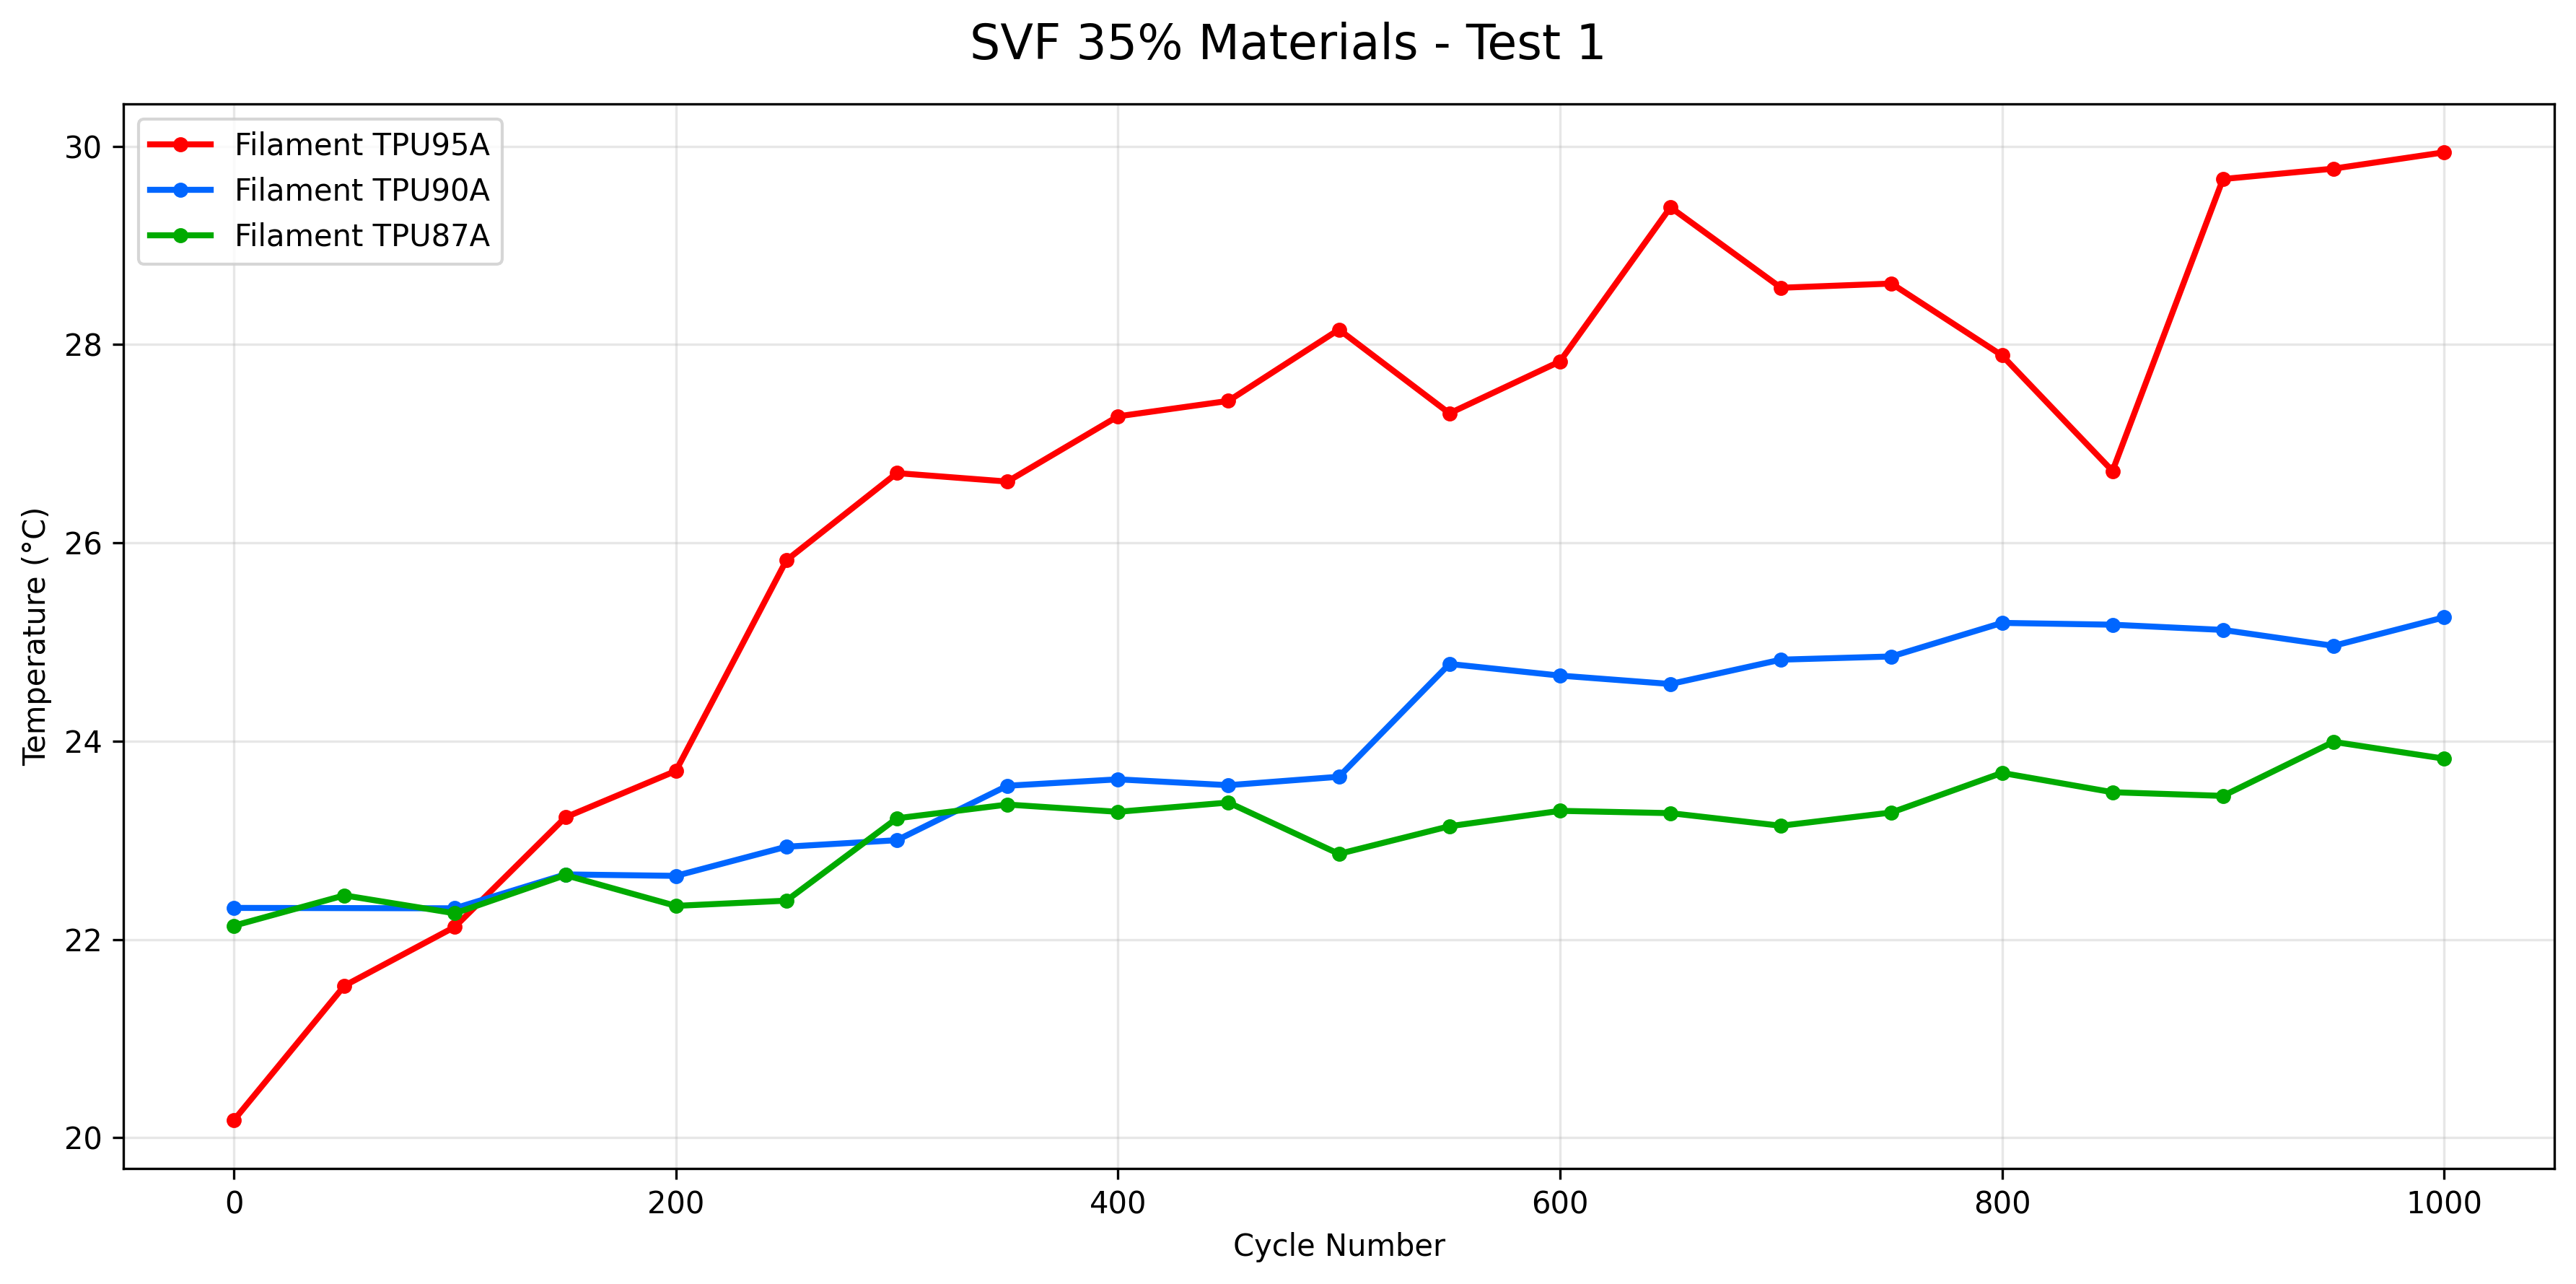 SVF 35% Materials - Test 1
Filament TPU95A
Filament TPU90A
Filament TPU87A
Temperature (°C)
30
28
26
24
22
20
0 200 400 600 800 1000
Cycle Number